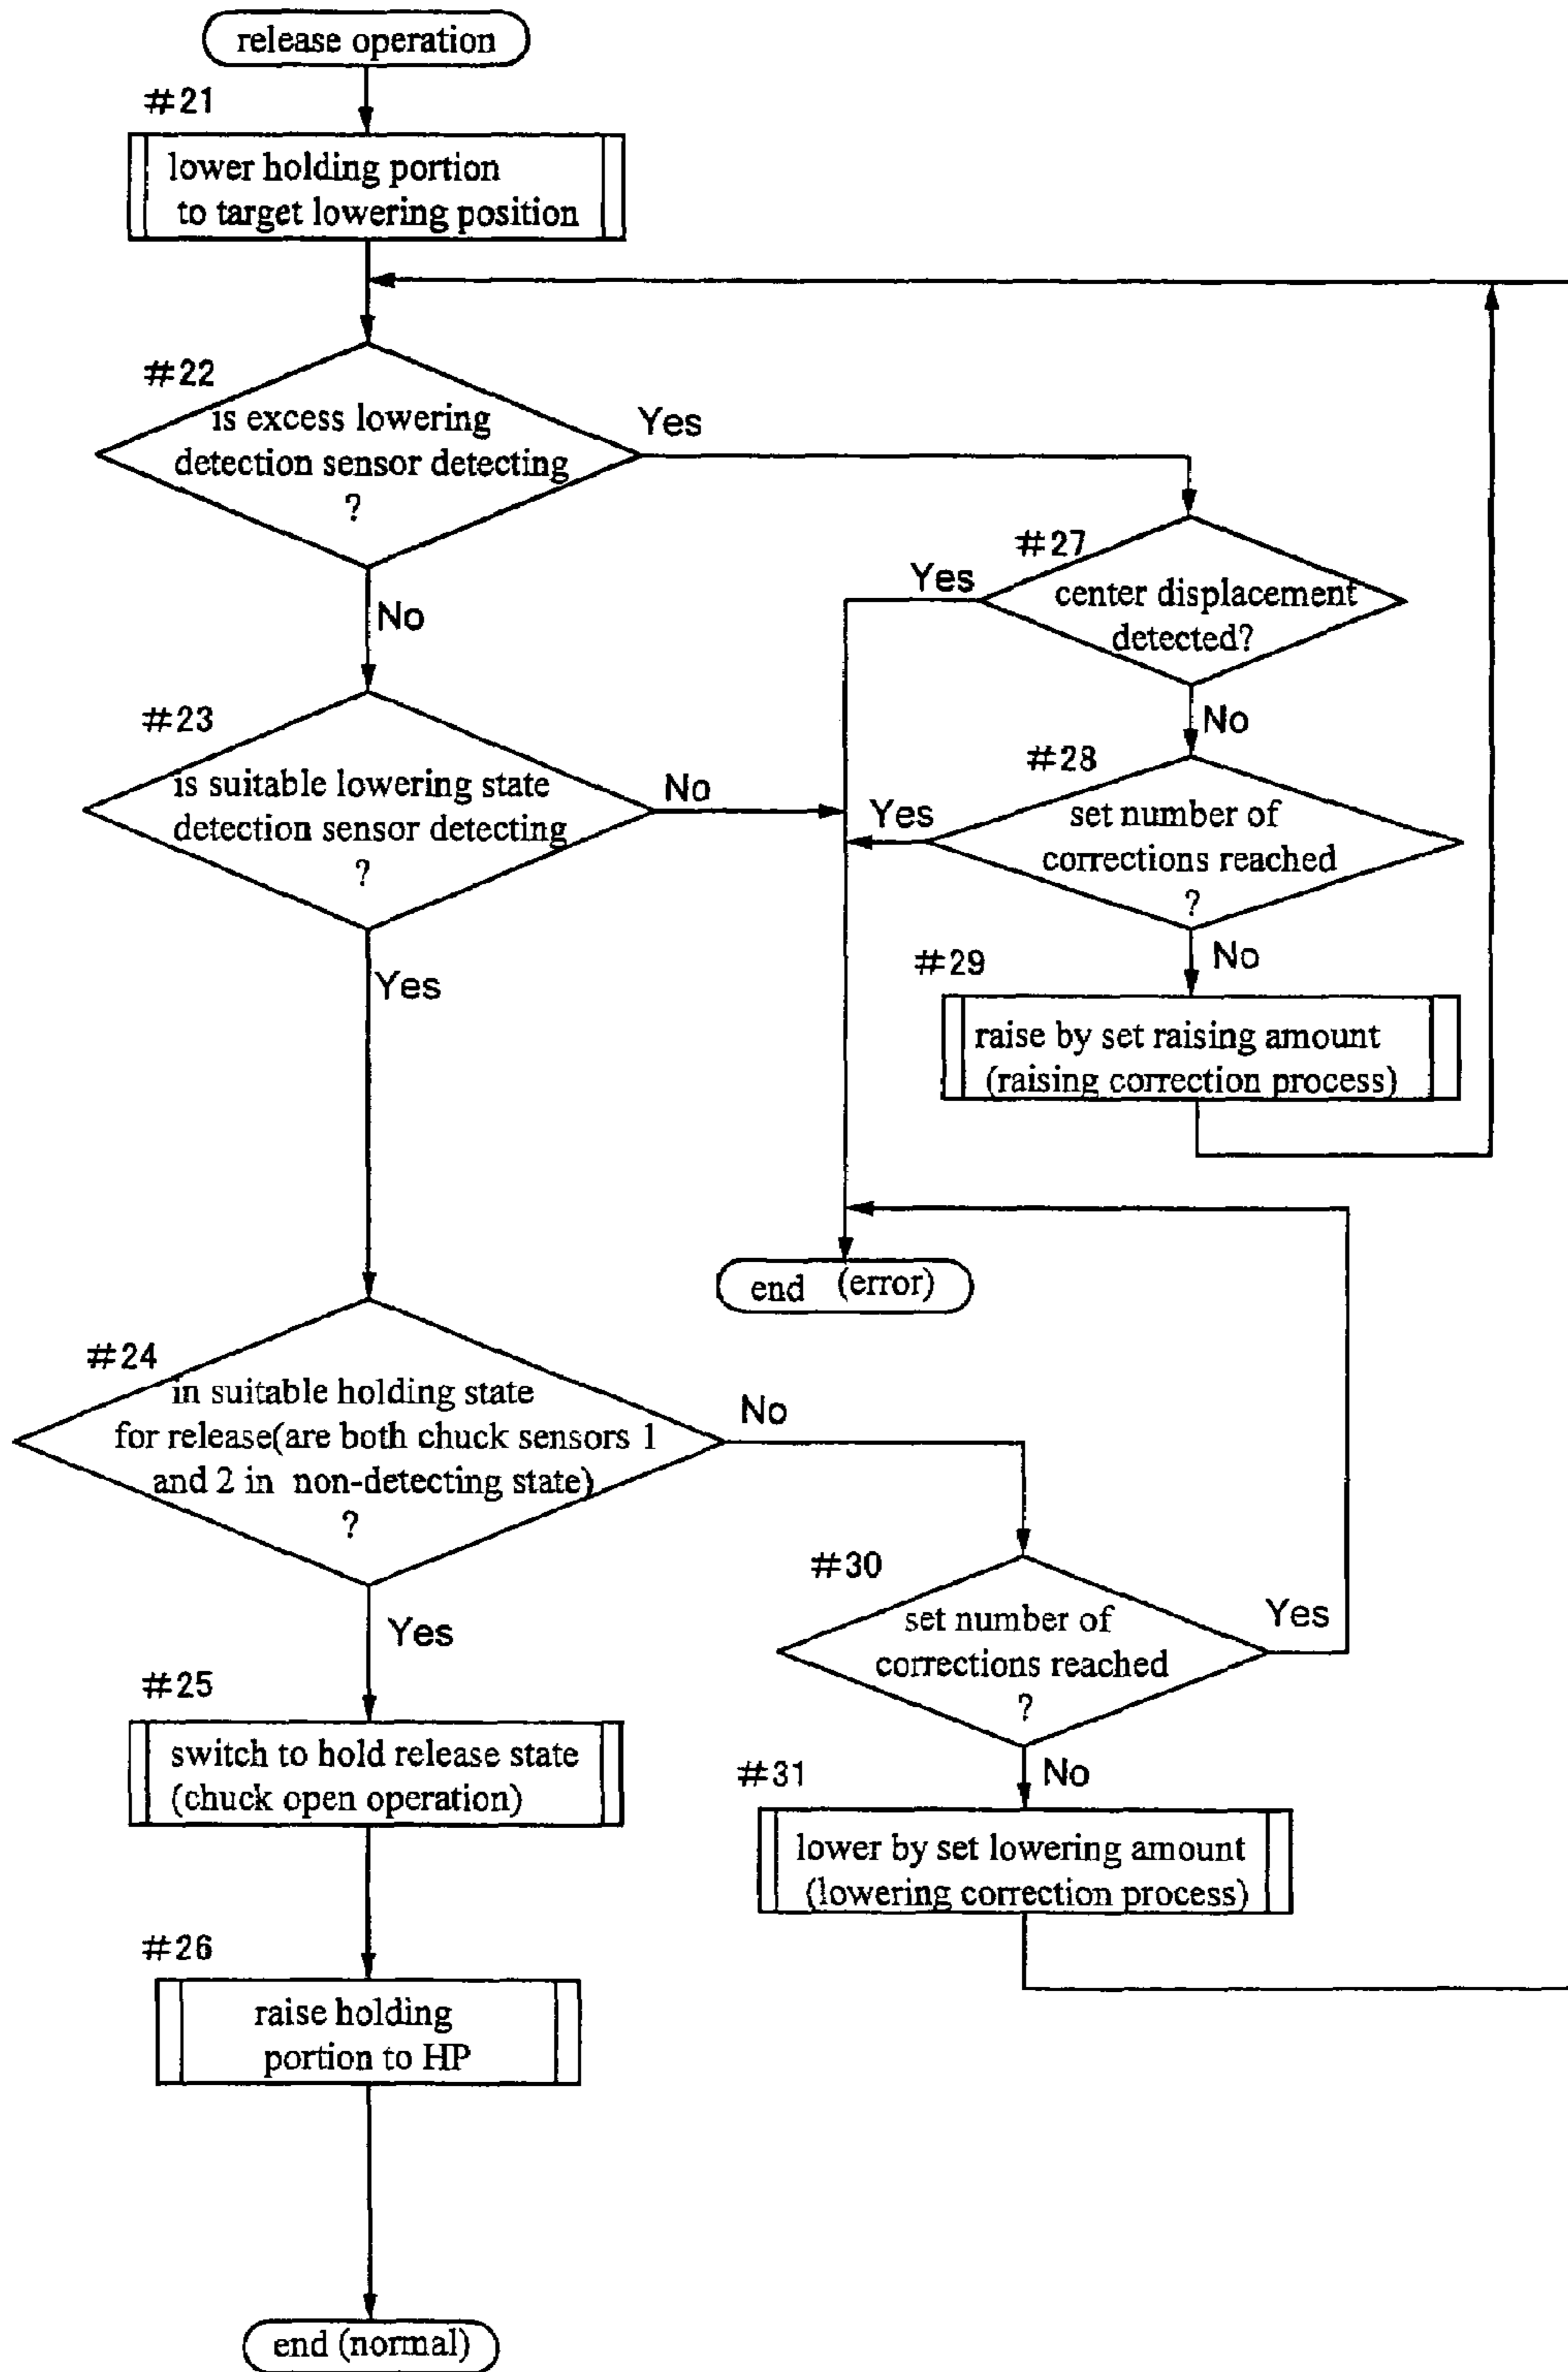 release operation
#21
lower holding portion
to target lowering position
#22
is excess lowering
detection sensor detecting
?
Yes
No
#27
center displacement
detected?
Yes
No
#23
is suitable lowering state
detection sensor detecting
?
No
Yes
#28
set number of
corrections reached
?
Yes
No
#29
raise by set raising amount
(raising correction process)
end (error)
#24
in suitable holding state
for release(are both chuck sensors 1
and 2 in non-detecting state)
?
No
Yes
#30
set number of
corrections reached
?
Yes
No
#25
switch to hold release state
(chuck open operation)
#31
lower by set lowering amount
(lowering correction process)
#26
raise holding
portion to HP
end (normal)